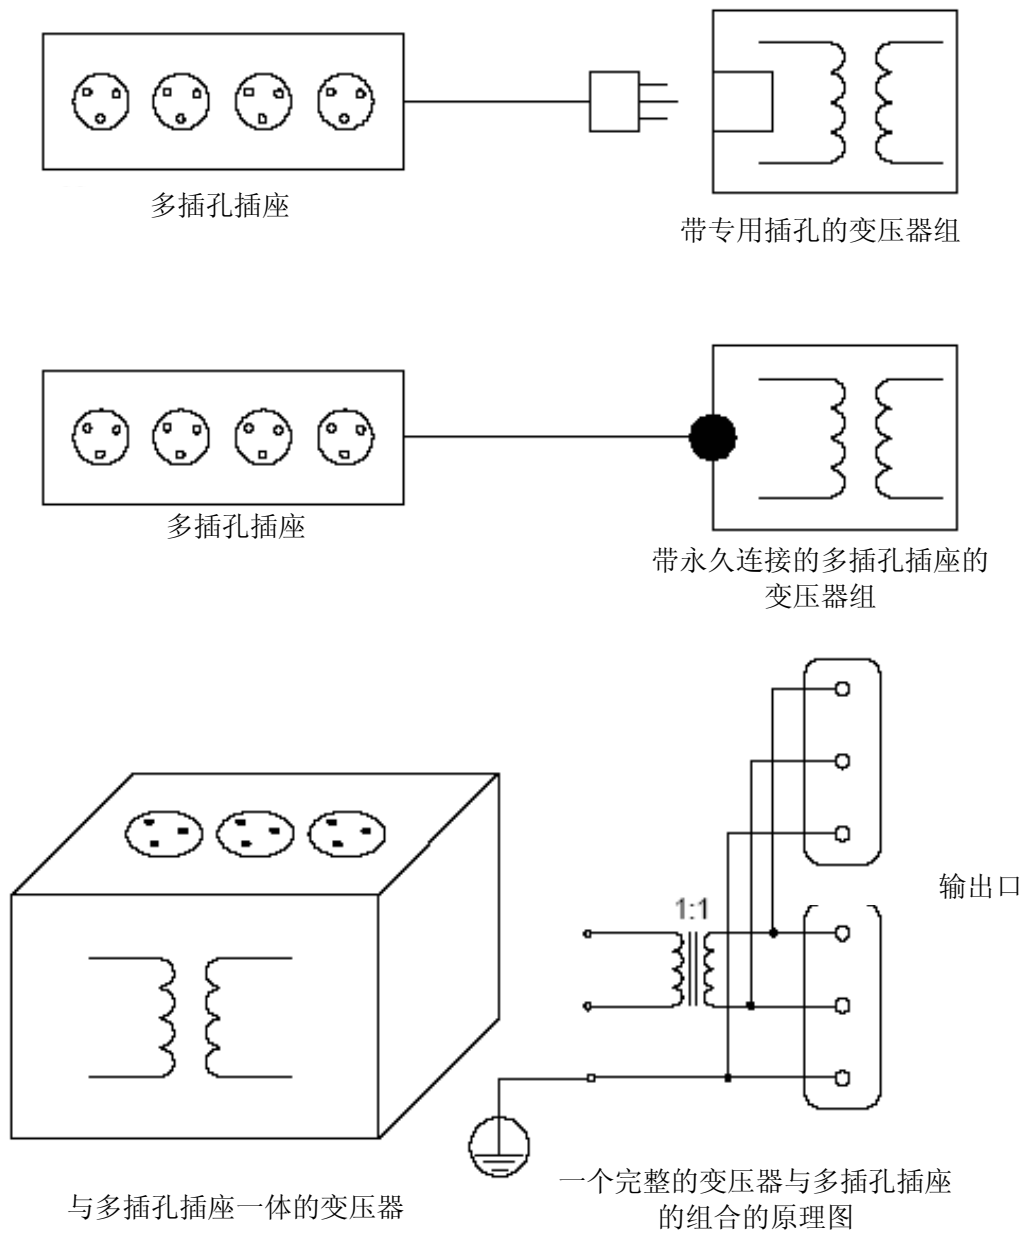 多插孔插座
带专用插孔的变压器组
多插孔插座
带永久连接的多插孔插座的
变压器组
输出口
1:1
与多插孔插座一体的变压器
一个完整的变压器与多插孔插座
的组合的原理图